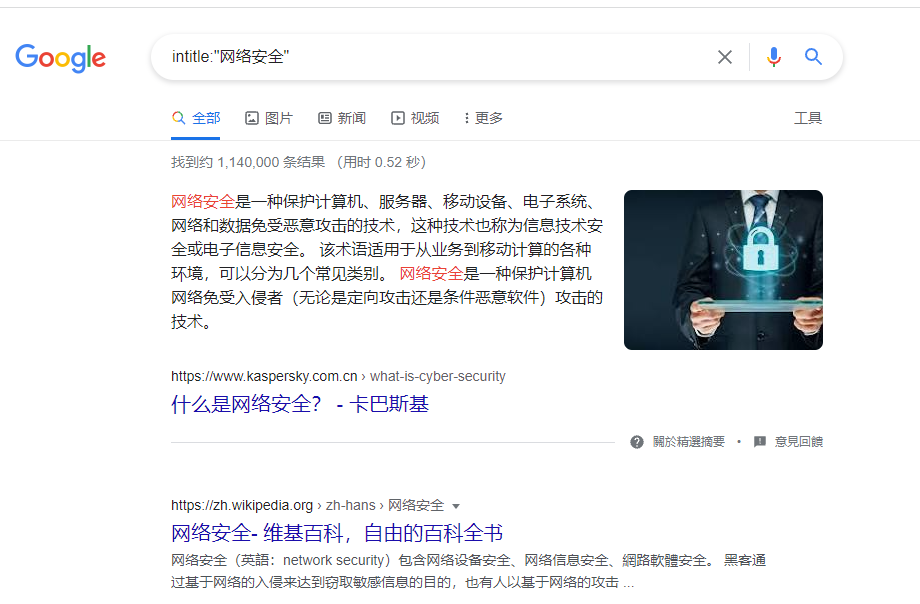 Google
intitle:"网络安全"
全部 图片 新闻 视频 更多 工具
找到约 1,140,000 条结果 （用时 0.52 秒）
网络安全是一种保护计算机、服务器、移动设备、电子系统、
网络和数据免受恶意攻击的技术，这种技术也称为信息技术安
全或电子信息安全。 该术语适用于从业务到移动计算的各种
环境，可以分为几个常见类别。 网络安全是一种保护计算机
网络免受入侵者（无论是定向攻击还是条件恶意软件）攻击的
技术。
https://www.kaspersky.com.cn › what-is-cyber-security
什么是网络安全？ - 卡巴斯基
關於精選摘要 • 意見回饋
https://zh.wikipedia.org › zh-hans › 网络安全
网络安全- 维基百科，自由的百科全书
网络安全（英語：network security）包含网络设备安全、网络信息安全、網路軟體安全。 黑客通
过基于网络的入侵来达到窃取敏感信息的目的，也有人以基于网络的攻击 ...